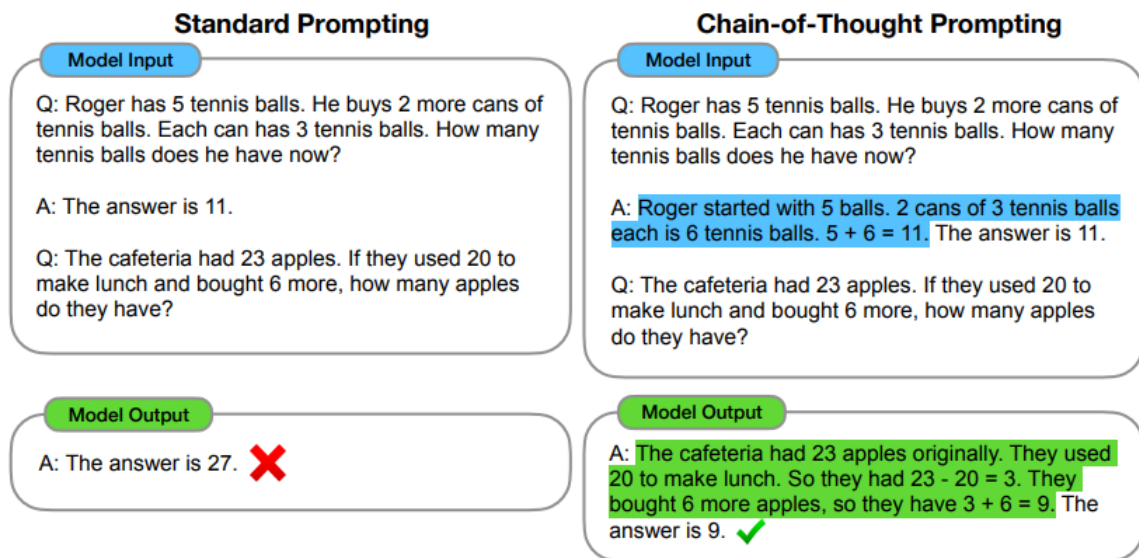 Standard Prompting
Model Input
Q: Roger has 5 tennis balls. He buys 2 more cans of
tennis balls. Each can has 3 tennis balls. How many
tennis balls does he have now?
A: The answer is 11.
Q: The cafeteria had 23 apples. If they used 20 to
make lunch and bought 6 more, how many apples
do they have?
Model Output
A: The answer is 27.
Chain-of-Thought Prompting
Model Input
Q: Roger has 5 tennis balls. He buys 2 more cans of
tennis balls. Each can has 3 tennis balls. How many
tennis balls does he have now?
A: Roger started with 5 balls. 2 cans of 3 tennis balls
each is 6 tennis balls. 5 + 6 = 11. The answer is 11.
Q: The cafeteria had 23 apples. If they used 20 to
make lunch and bought 6 more, how many apples
do they have?
Model Output
A: The cafeteria had 23 apples originally. They used
20 to make lunch. So they had 23 - 20 = 3. They
bought 6 more apples, so they have 3 + 6 = 9. The
answer is 9.